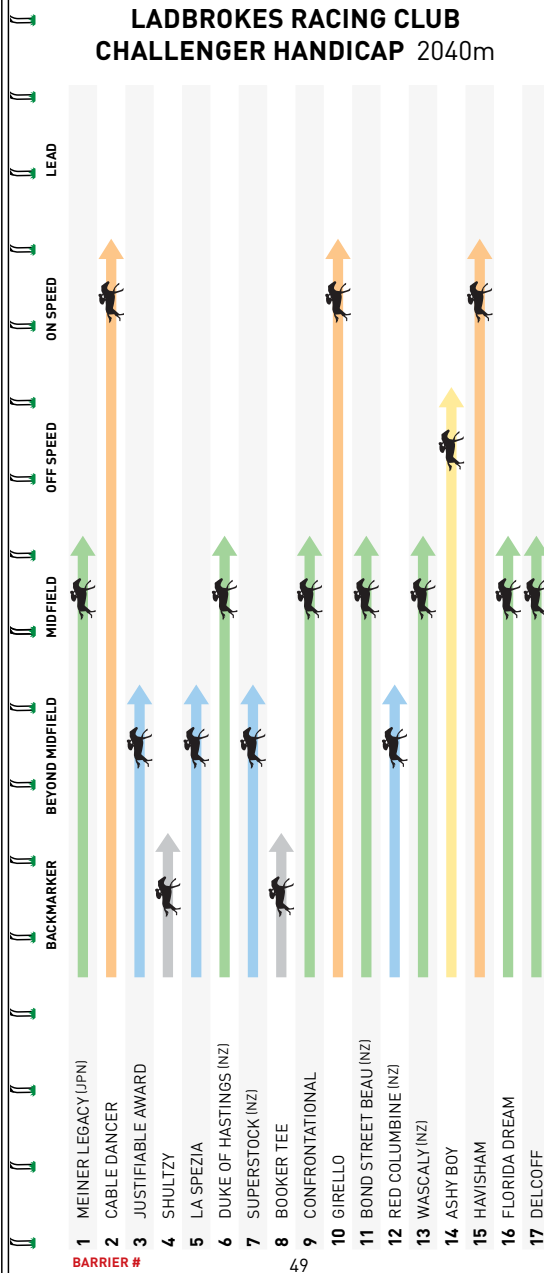 LADBROKES RACING CLUB
CHALLENGER HANDICAP 2040m
LEAD
ON SPEED
OFF SPEED
MIDFIELD
BEYOND MIDFIELD
BACKMARKER
1 MEINER LEGACY (JPN)
2 CABLE DANCER
3 JUSTIFIABLE AWARD
4 SHULTZY
5 LA SPEZIA
6 DUKE OF HASTINGS (NZ)
7 SUPERSTOCK (NZ)
8 BOOKER TEE
9 CONFRONTATIONAL
10 GIRELLO
11 BOND STREET BEAU (NZ)
12 RED COLUMBINE (NZ)
13 WASCALY (NZ)
14 ASHY BOY
15 HAVISHAM
16 FLORIDA DREAM
17 DELCOFF
BARRIER #
49